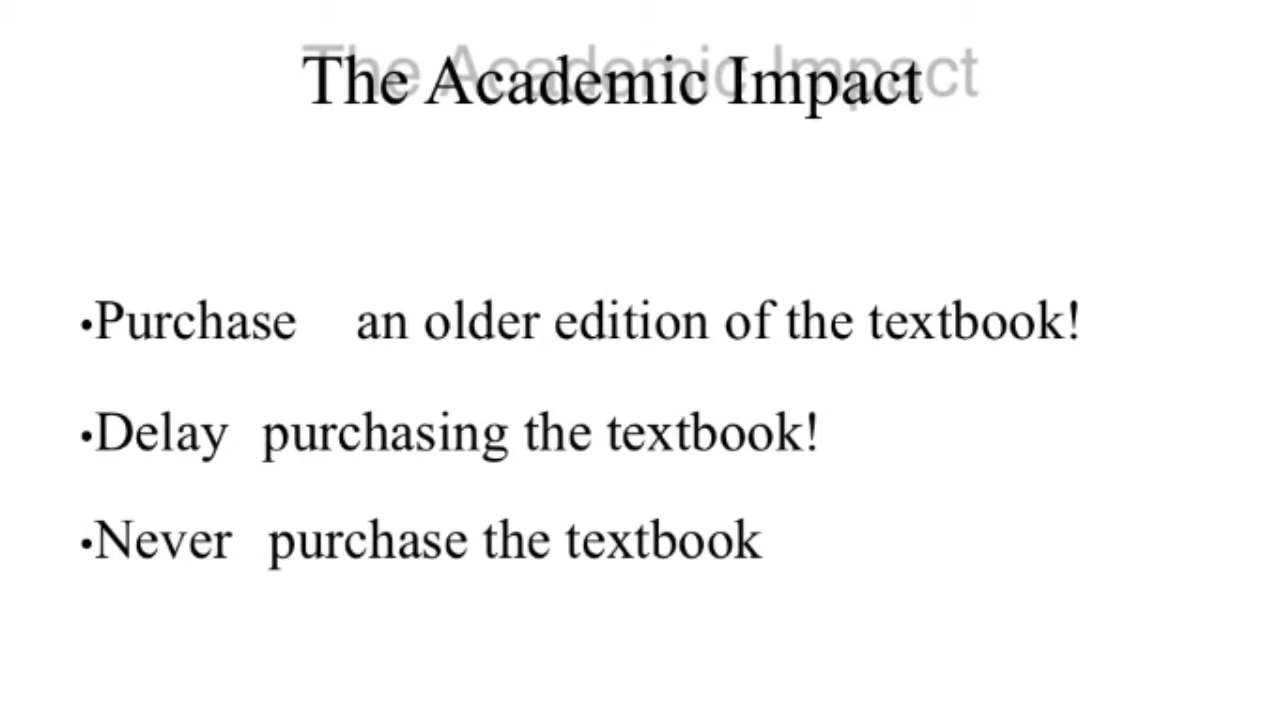 The Academic Impact
•Purchase an older edition of the textbook!
•Delay purchasing the textbook!
•Never purchase the textbook